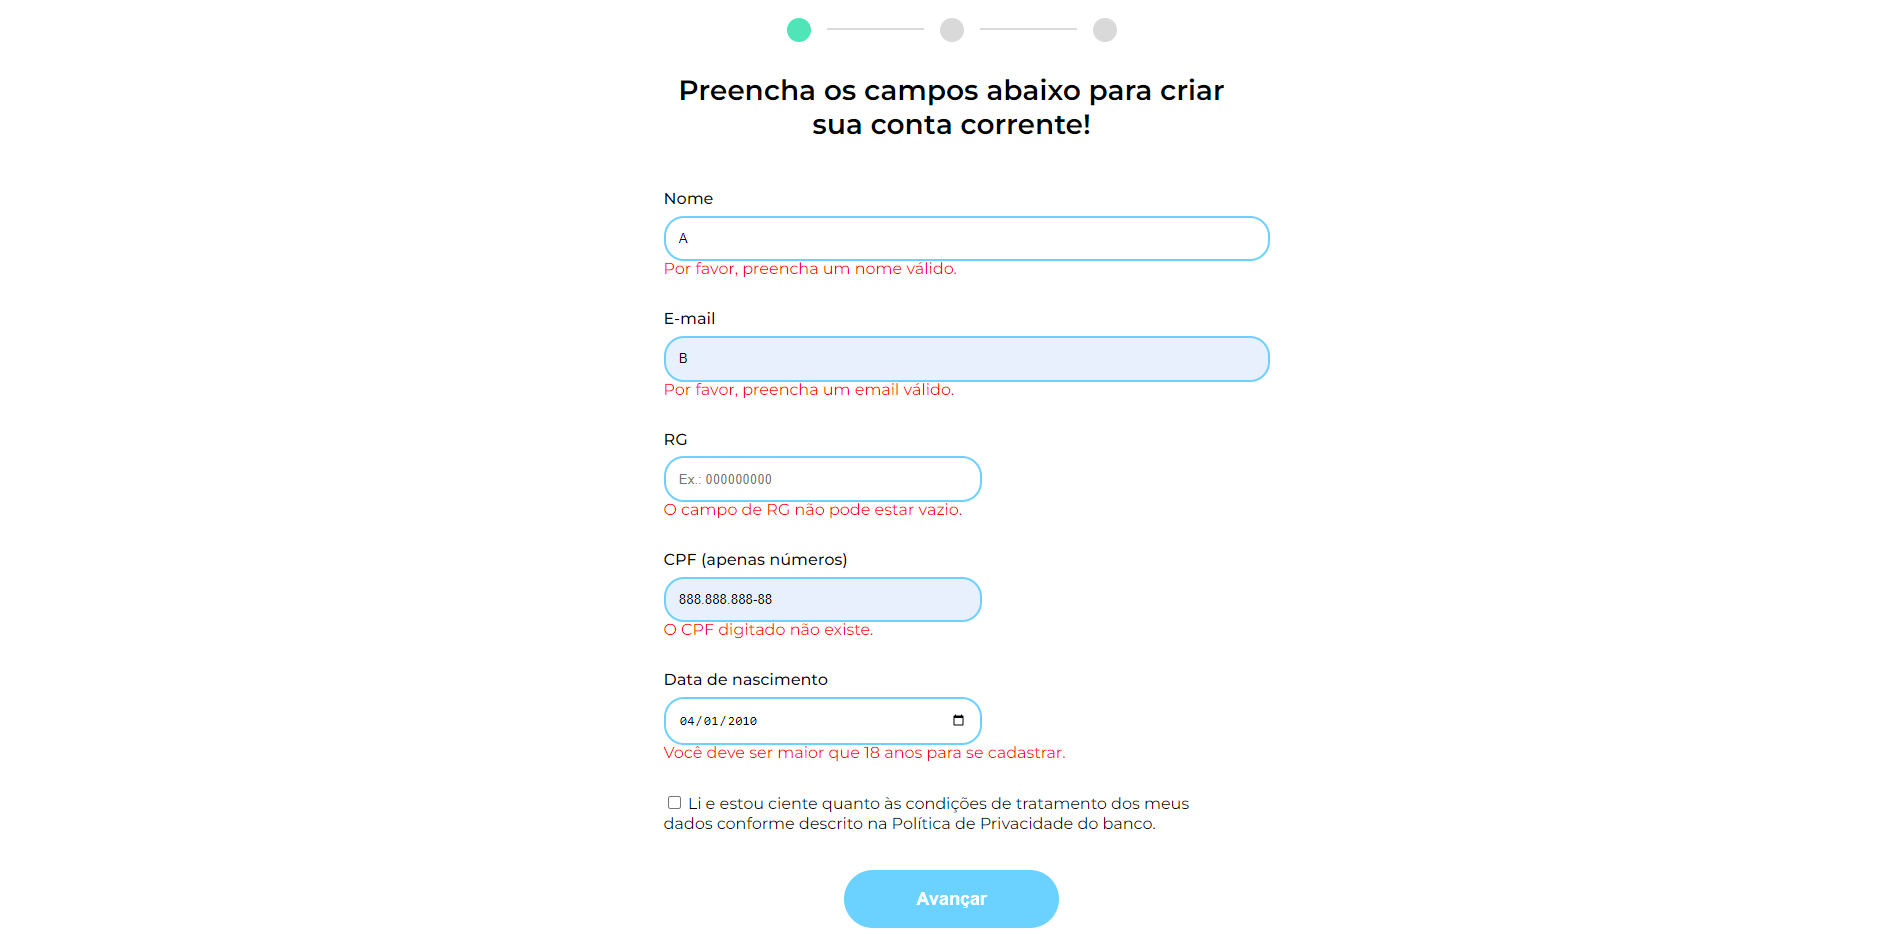 Preencha os campos abaixo para criar
sua conta corrente!
Nome
A
Por favor, preencha um nome válido.
E-mail
B
Por favor, preencha um email válido.
RG
Ex.: 000000000
O campo de RG não pode estar vazio.
CPF (apenas números)
888.888.888-88
O CPF digitado não existe.
Data de nascimento
04/01/2010
Você deve ser maior que 18 anos para se cadastrar.
Li e estou ciente quanto às condições de tratamento dos meus
dados conforme descrito na Política de Privacidade do banco.
Avançar